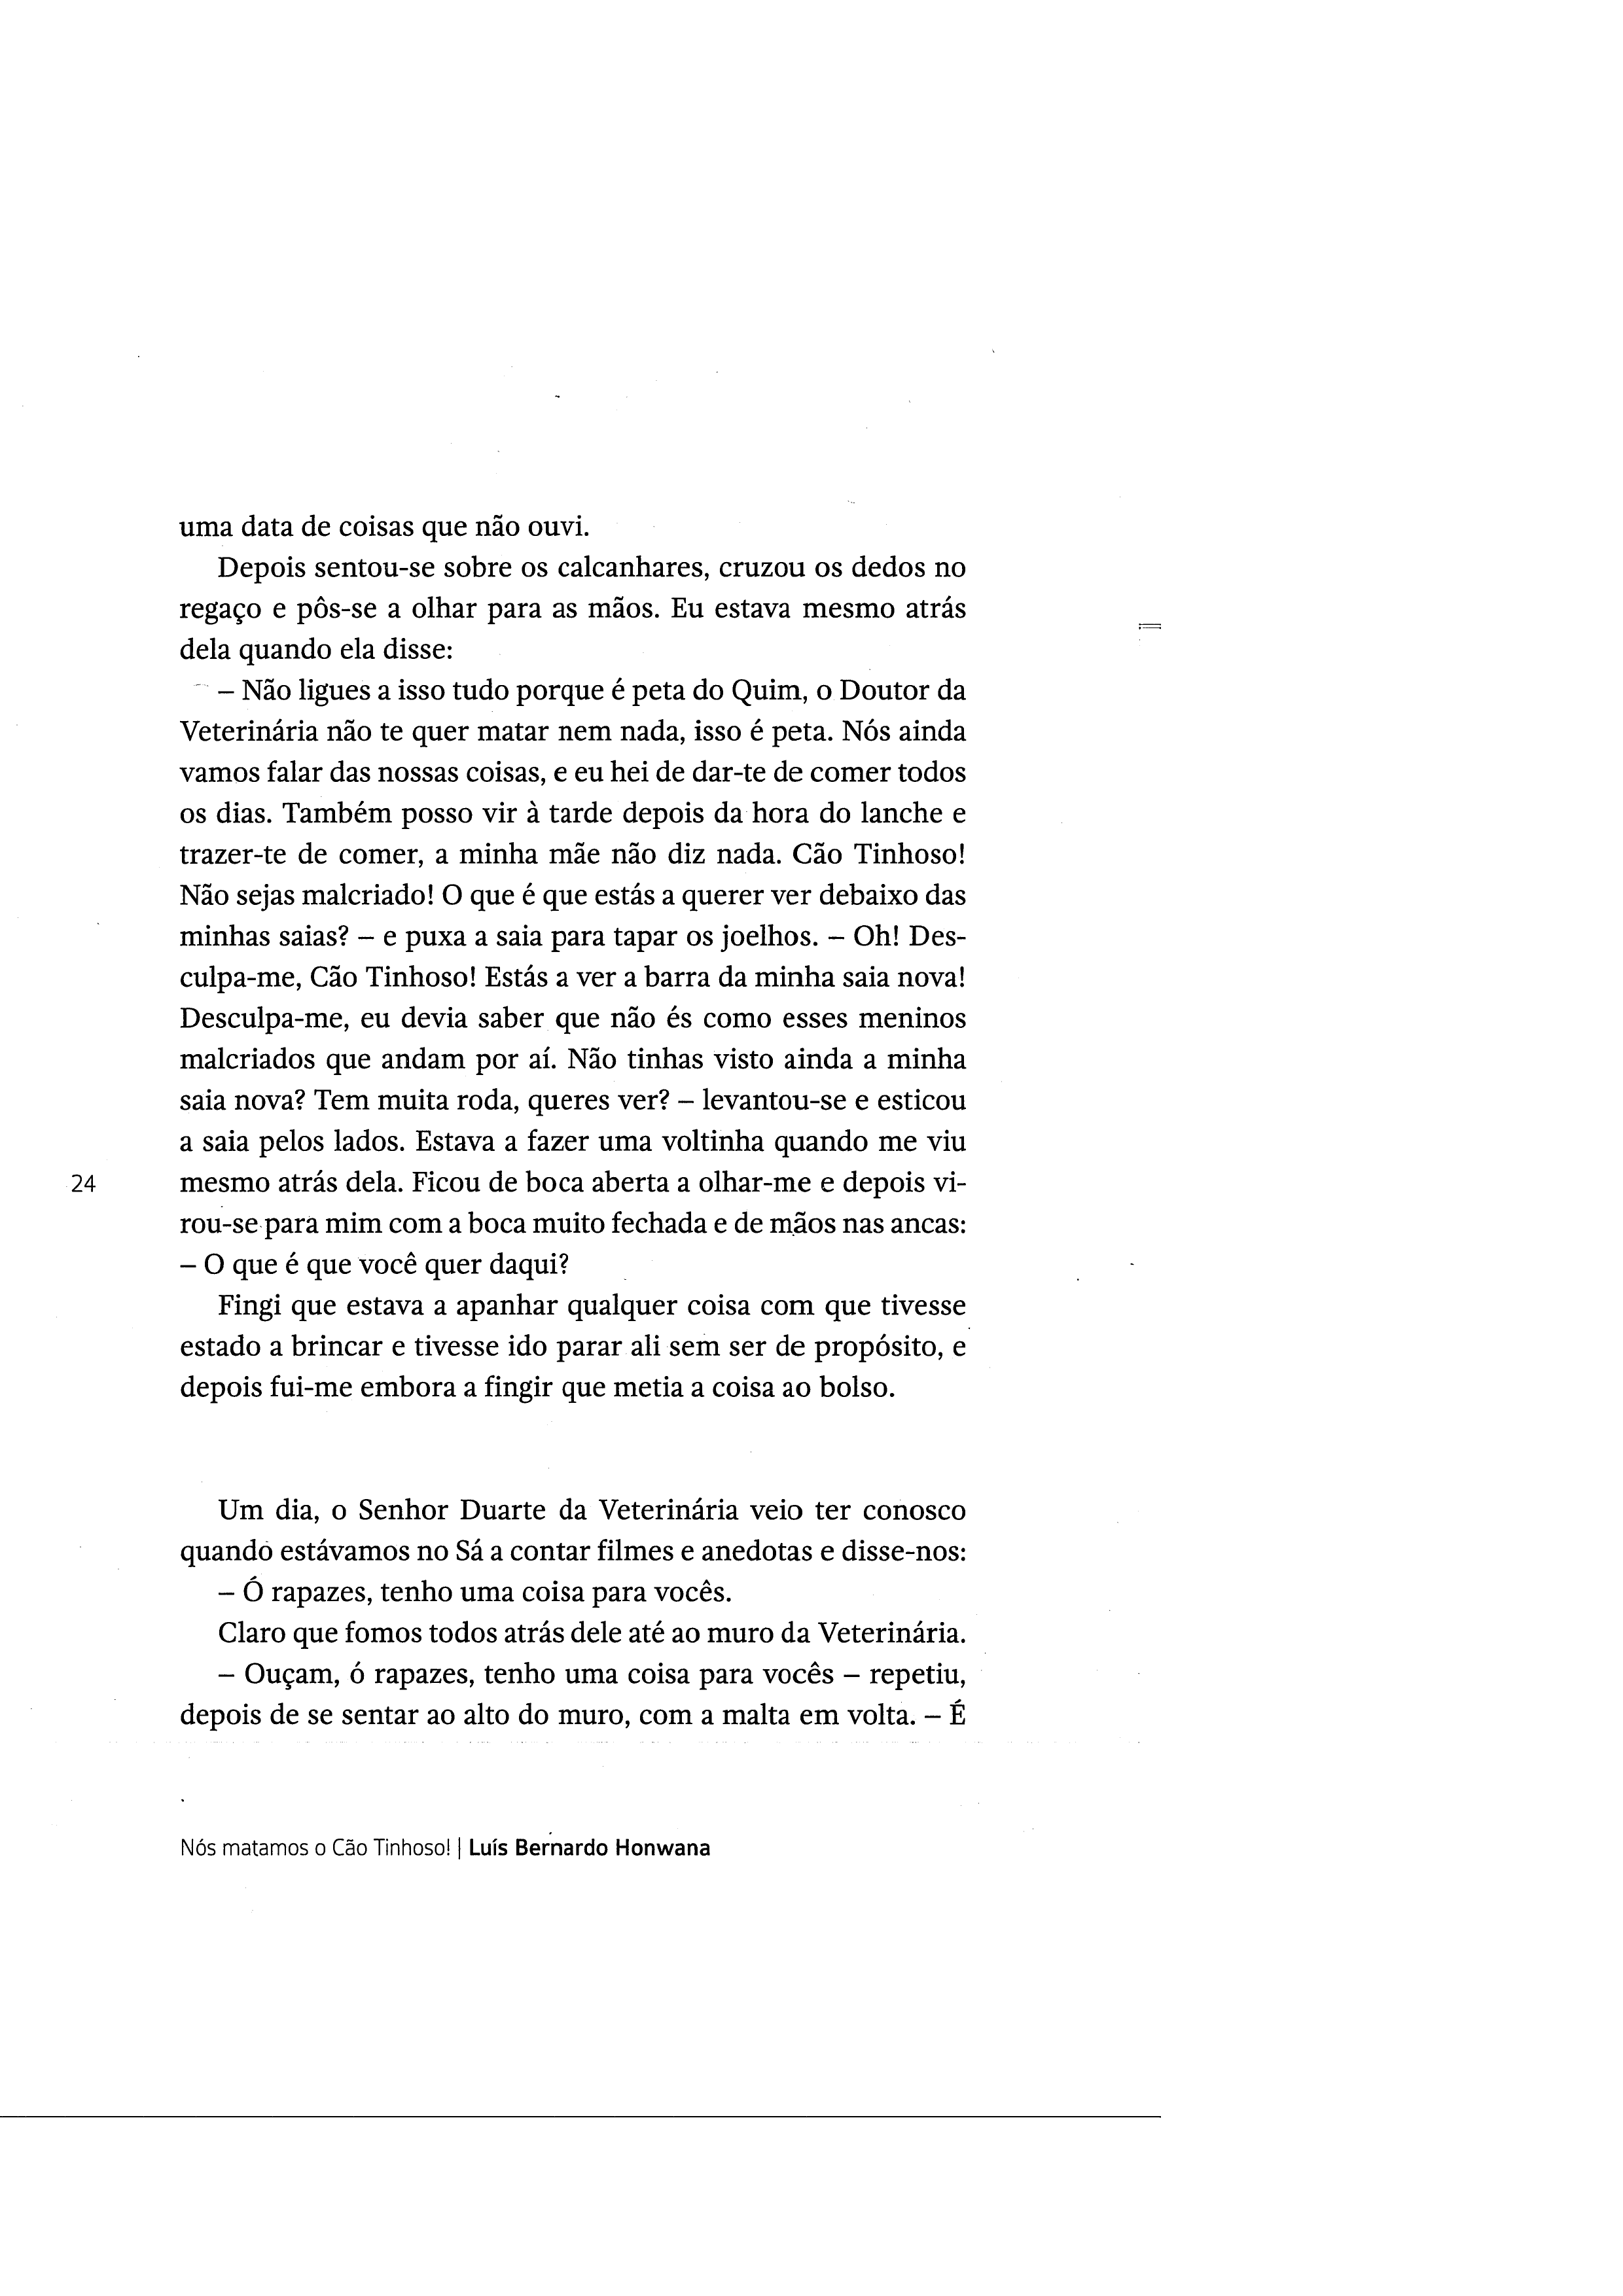 uma data de coisas que não ouvi.
Depois sentou-se sobre os calcanhares, cruzou os dedos no
regaço e pôs-se a olhar para as mãos. Eu estava mesmo atrás
dela quando ela disse:
– Não ligues a isso tudo porque é peta do Quim, o Doutor da
Veterinária não te quer matar nem nada, isso é peta. Nós ainda
vamos falar das nossas coisas, e eu hei de dar-te de comer todos
os dias. Também posso vir à tarde depois da hora do lanche e
trazer-te de comer, a minha mãe não diz nada. Cão Tinhoso!
Não sejas malcriado! O que é que estás a querer ver debaixo das
minhas saias? – e puxa a saia para tapar os joelhos. – Oh! Des-
culpa-me, Cão Tinhoso! Estás a ver a barra da minha saia nova!
Desculpa-me, eu devia saber que não és como esses meninos
malcriados que andam por aí. Não tinhas visto ainda a minha
saia nova? Tem muita roda, queres ver? – levantou-se e esticou
a saia pelos lados. Estava a fazer uma voltinha quando me viu
24
mesmo atrás dela. Ficou de boca aberta a olhar-me e depois vi-
rou-se para mim com a boca muito fechada e de mãos nas ancas:
– O que é que você quer daqui?
Fingi que estava a apanhar qualquer coisa com que tivesse
estado a brincar e tivesse ido parar ali sem ser de propósito, e
depois fui-me embora a fingir que metia a coisa ao bolso.
Um dia, o Senhor Duarte da Veterinária veio ter conosco
quando estávamos no Sá a contar filmes e anedotas e disse-nos:
– Ó rapazes, tenho uma coisa para vocês.
Claro que fomos todos atrás dele até ao muro da Veterinária.
– Ouçam, ó rapazes, tenho uma coisa para vocês – repetiu,
depois de se sentar ao alto do muro, com a malta em volta. – É
Nós matamos o Cão Tinhoso! | Luís Bernardo Honwana